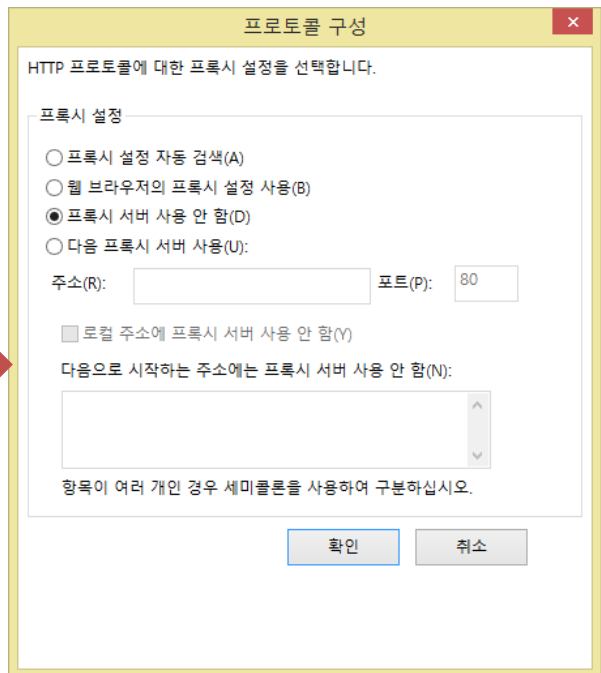 프로토콜 구성
HTTP 프로토콜에 대한 프록시 설정을 선택합니다.
프록시 설정
프록시 설정 자동 검색(A)
웹 브라우저의 프록시 설정 사용(B)
프록시 서버 사용 안 함(D)
다음 프록시 서버 사용(U):
주소(R): 포트(P): 80
로컬 주소에 프록시 서버 사용 안 함(Y)
다음으로 시작하는 주소에는 프록시 서버 사용 안 함(N):
항목이 여러 개인 경우 세미콜론을 사용하여 구분하십시오.
확인 취소